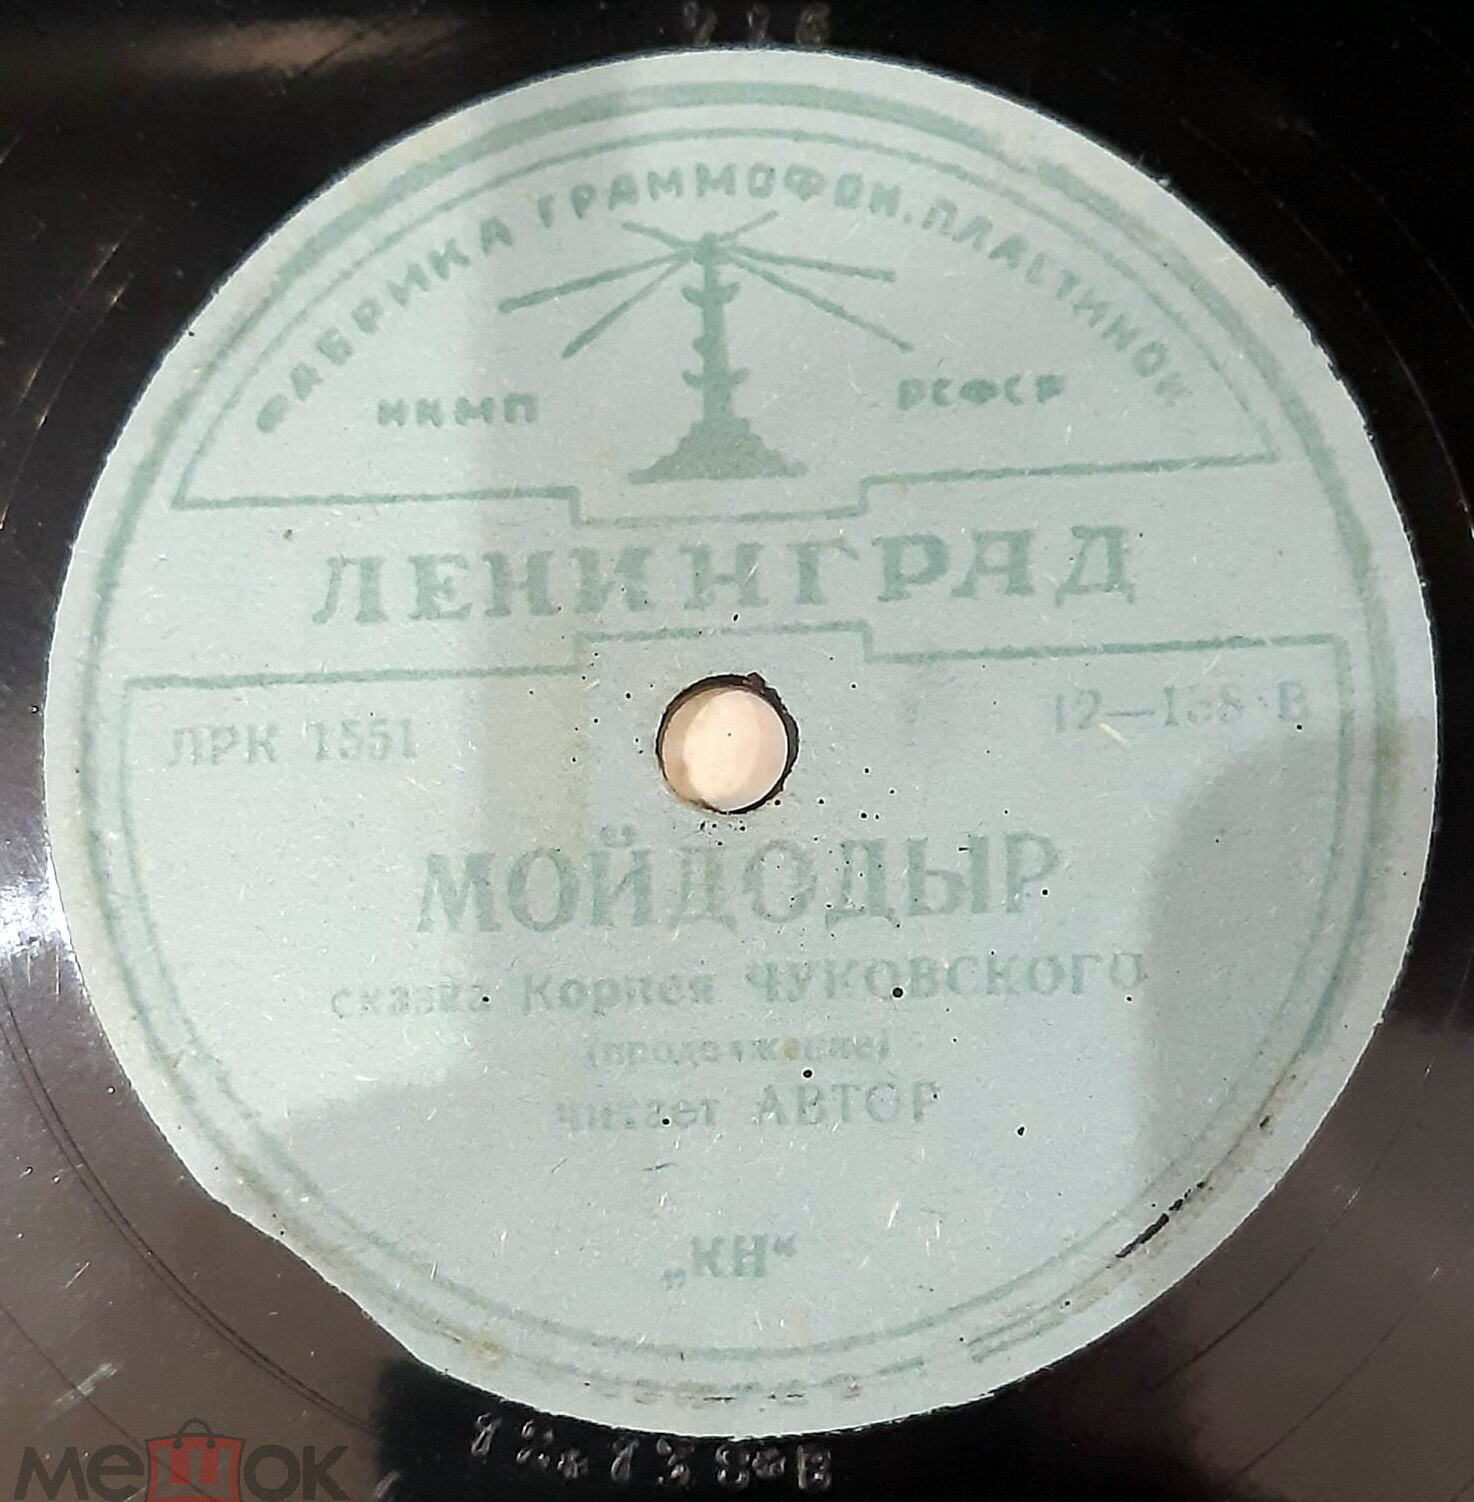 ФАБРИКА ГРАММОФОН. ПЛАСТИНОК
НКМП РСФСР
ЛЕНИНГРАД
ЛРК 1551
МОЙДОДЫР
сказка Корнея ЧУКОВСКОГО
(продолжение)
читает АВТОР
„КН“
мешок